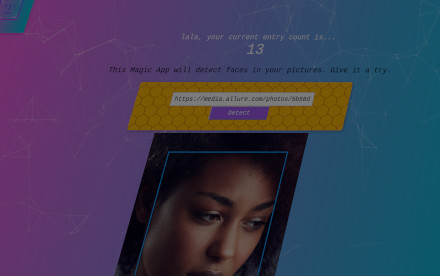 lala, your current entry count is...
13
This Magic App will detect faces in your pictures. Give it a try.
https://media.allure.com/photos/5b58d
Detect